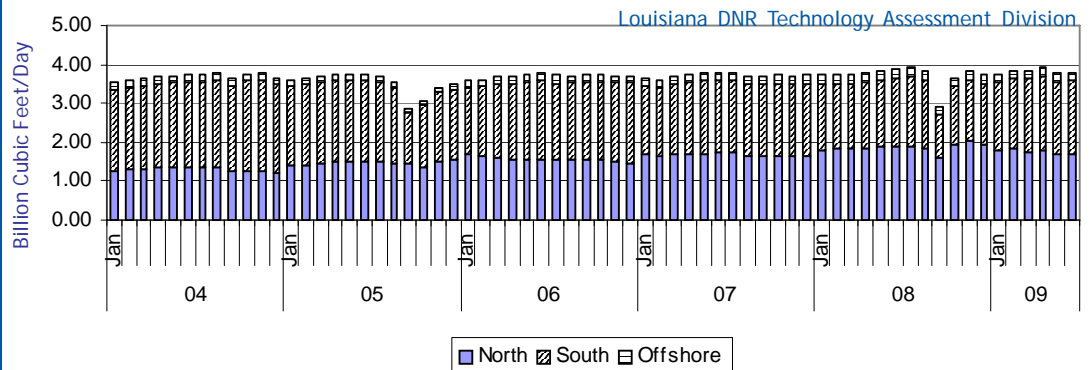 Louisiana DNR Technology Assessment Division
Billion Cubic Feet/Day
5.00
4.00
3.00
2.00
1.00
0.00
Jan Jan Jan Jan Jan Jan
04 05 06 07 08 09
North South Offshore